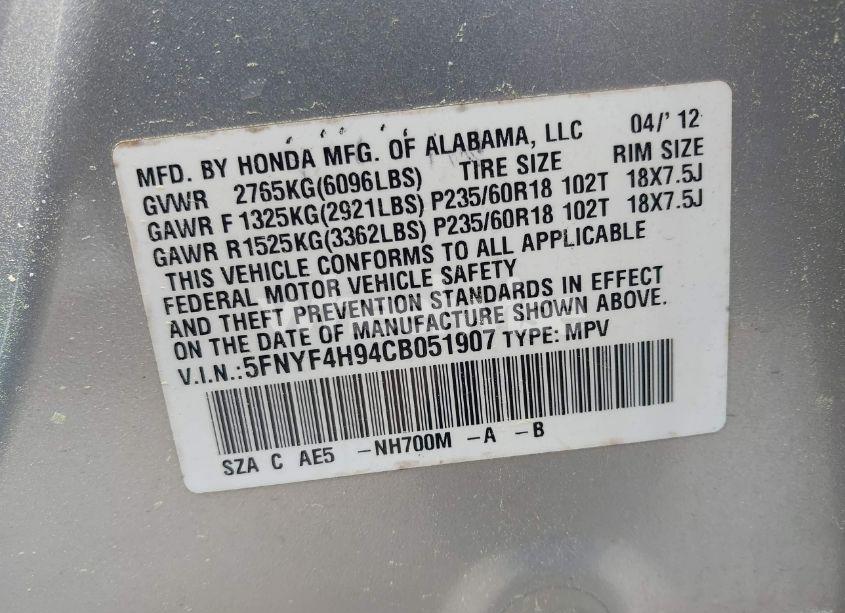 MFD. BY HONDA MFG. OF ALABAMA, LLC 04/' 12
GVWR 2765KG(6096LBS) TIRE SIZE RIM SIZE
GAWR F 1325KG(2921LBS) P235/60R18 102T 18X7.5J
GAWR R1525KG(3362LBS) P235/60R18 102T 18X7.5J
THIS VEHICLE CONFORMS TO ALL APPLICABLE
FEDERAL MOTOR VEHICLE SAFETY
AND THEFT PREVENTION STANDARDS IN EFFECT
ON THE DATE OF MANUFACTURE SHOWN ABOVE.
V.I.N.:5FNYF4H94CB051907 TYPE: MPV
SZA C AE5 -NH700M -A -B